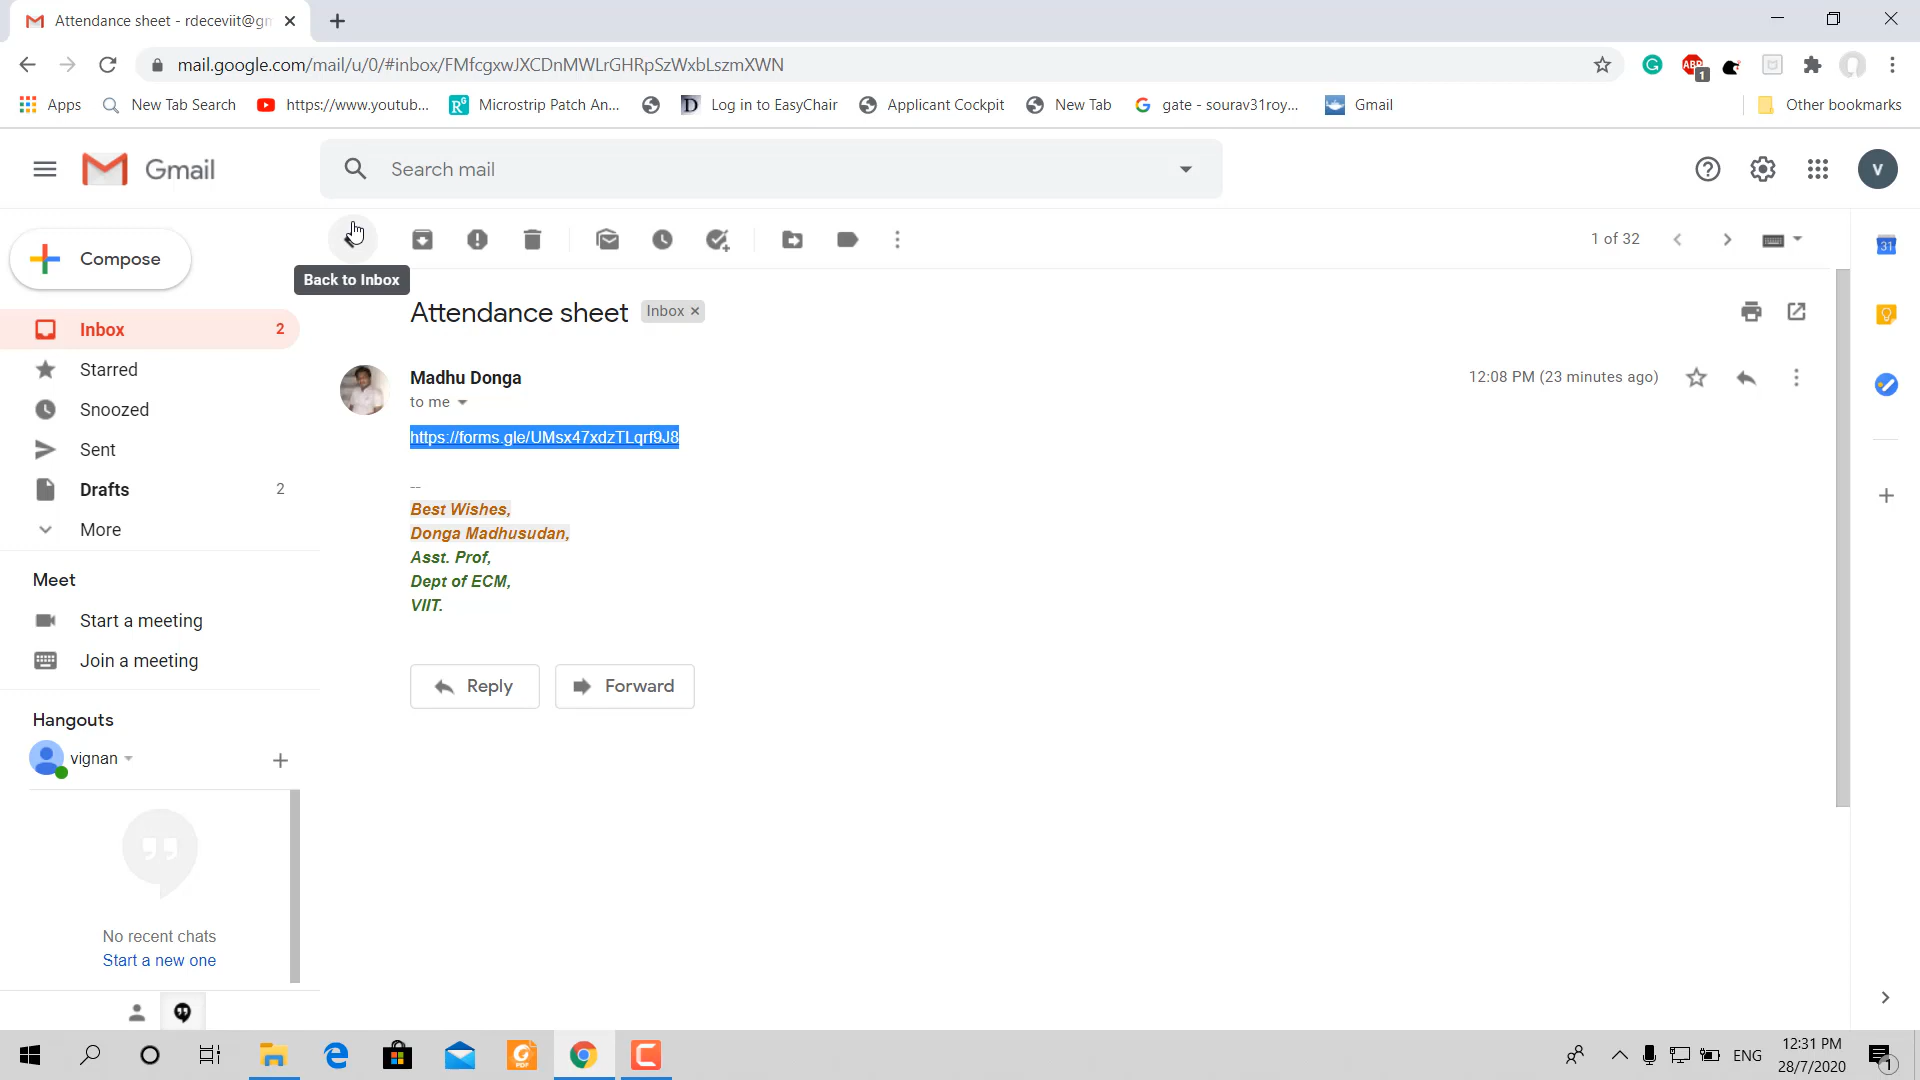 Attendance sheet - rdeceviit@gm
mail.google.com/mail/u/0/#inbox/FMfcgxwJXCDnMWLrGHRpSzWxbLszmXWN
ABP
1
Apps
New Tab Search
https://www.youtub...
Microstrip Patch An...
Log in to EasyChair
Applicant Cockpit
New Tab
gate - sourav31roy...
Gmail
Other bookmarks
Gmail
Search mail
V
Compose
1 of 32
31
Back to Inbox
Attendance sheet
Inbox ×
Inbox
2
Starred
Snoozed
Sent
Drafts
2
More
Madhu Donga
12:08 PM (23 minutes ago)
to me
https://forms.gle/UMsx47xdzTLqrf9J8
--
Best Wishes,
Donga Madhusudan,
Asst. Prof,
Dept of ECM,
VIIT.
Reply
Forward
Meet
Start a meeting
Join a meeting
Hangouts
vignan
No recent chats
Start a new one
ENG
12:31 PM
28/7/2020
1